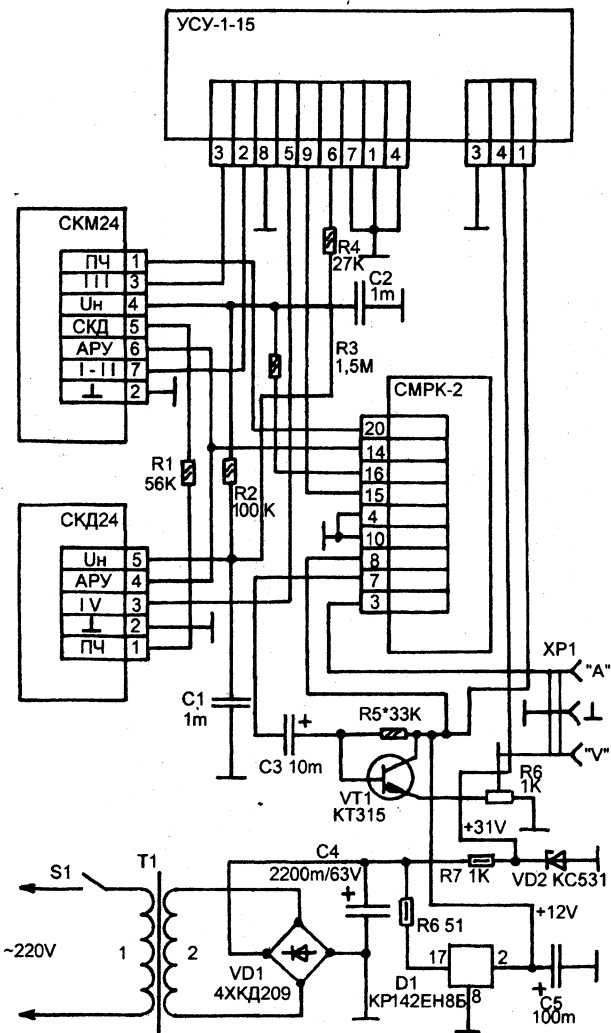 УСУ-1-15
3 2 8 5 9 6 7 1 4
3 4 1
СКМ24
ПЧ 1
III 3
Uн 4
СКД 5
АРУ 6
I-II 7
⊥ 2
R4
27K
C2
1m
R3
1,5М
СМРК-2
20
14
16
15
4
10
8
7
3
R1
56K
R2
100K
СКД24
Uн 5
АРУ 4
IV 3
⊥ 2
ПЧ 1
C1
1m
XP1
"A"
⊥
"V"
+
R5*33K
C3 10m
VT1
КТ315
R6
1K
+31V
S1
T1
C4
2200m/63V
+
R7 1K
VD2 КС531
+12V
~220V
1
2
VD1
4ХКД209
R6 51
D1
КР142ЕН8Б
17
2
8
+
C5
100m